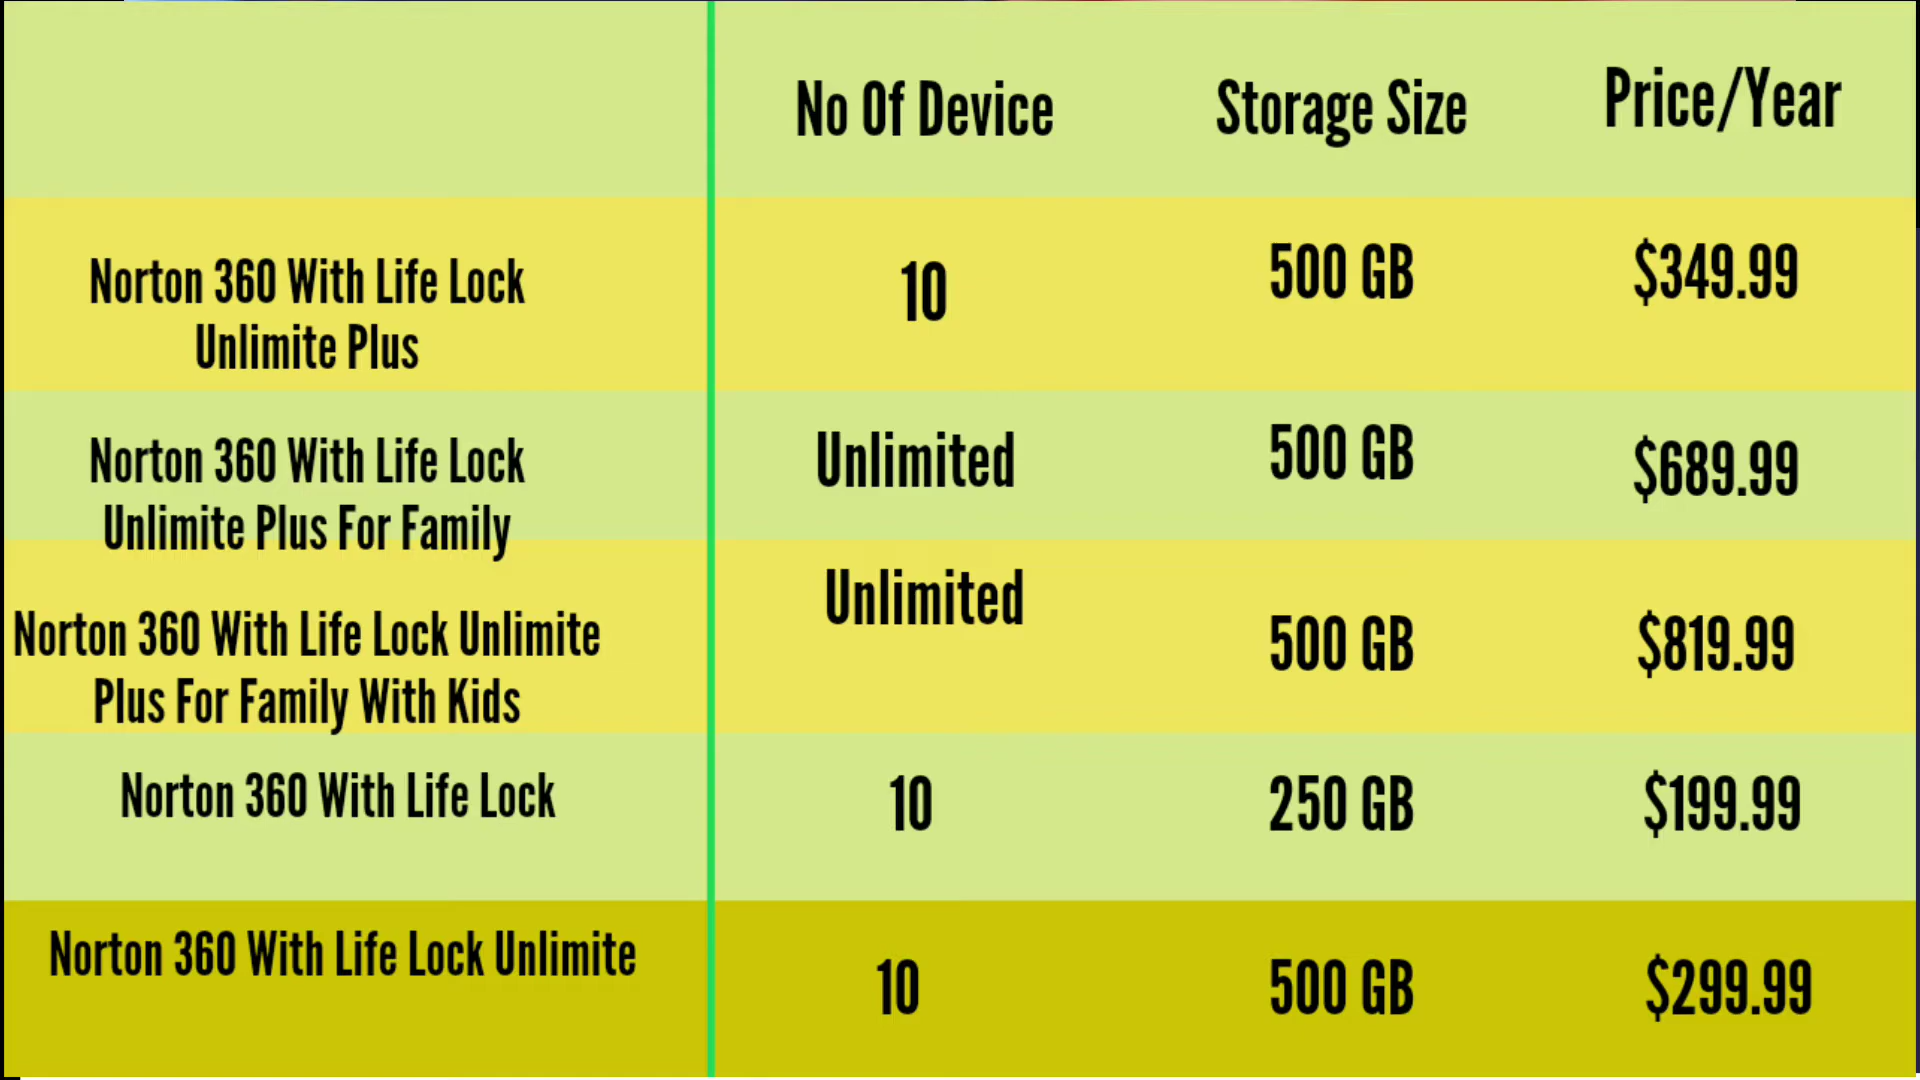 No Of Device Storage Size Price/Year
Norton 360 With Life Lock
Unlimite Plus
10 500 GB $349.99
Norton 360 With Life Lock
Unlimite Plus For Family
Unlimited 500 GB $689.99
Norton 360 With Life Lock Unlimite
Plus For Family With Kids
Unlimited 500 GB $819.99
Norton 360 With Life Lock 10 250 GB $199.99
Norton 360 With Life Lock Unlimite 10 500 GB $299.99